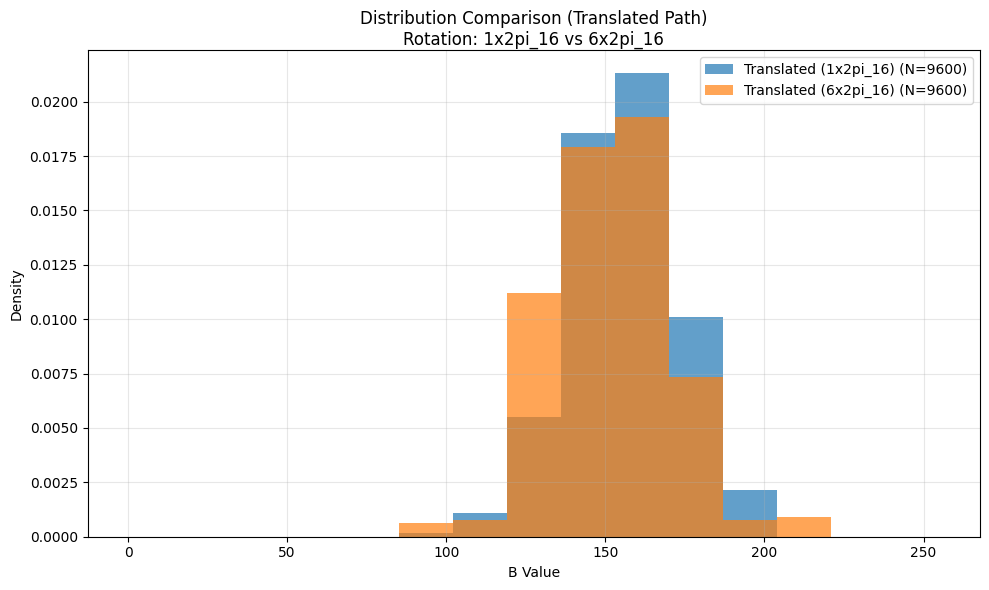 Distribution Comparison (Translated Path)
Rotation: 1x2pi_16 vs 6x2pi_16
Translated (1x2pi_16) (N=9600)
Translated (6x2pi_16) (N=9600)
0.0200
0.0175
0.0150
0.0125
0.0100
0.0075
0.0050
0.0025
0.0000
Density
0 50 100 150 200 250
B Value